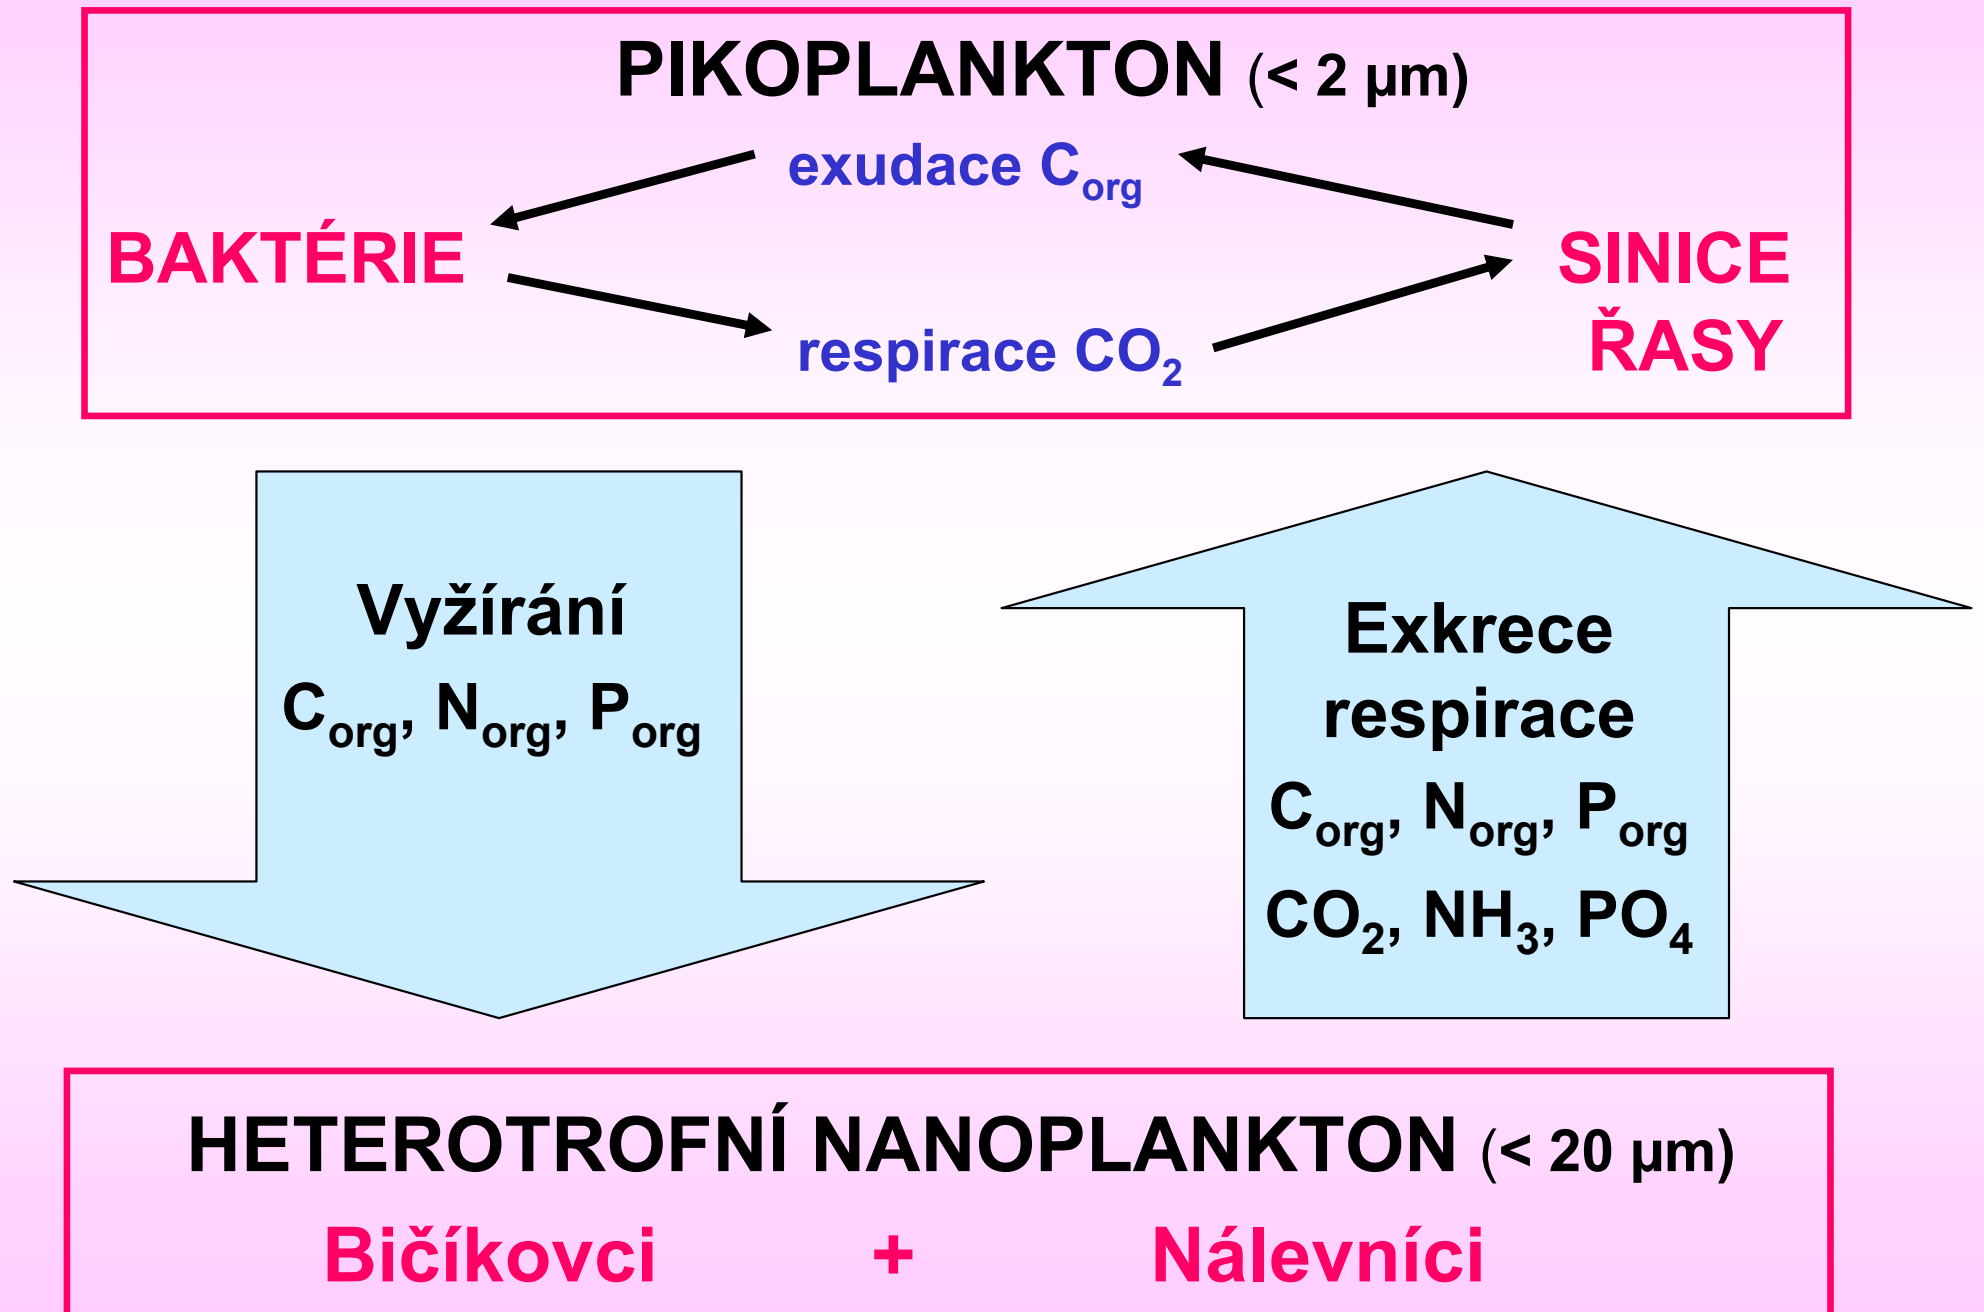 PIKOPLANKTON (< 2 µm)
exudace Corg
BAKTÉRIE
SINICE
ŘASY
respirace CO2
Vyžírání
Corg, Norg, Porg
Exkrece
respirace
Corg, Norg, Porg
CO2, NH3, PO4
HETEROTROFNÍ NANOPLANKTON (< 20 µm)
Bičíkovci + Nálevníci